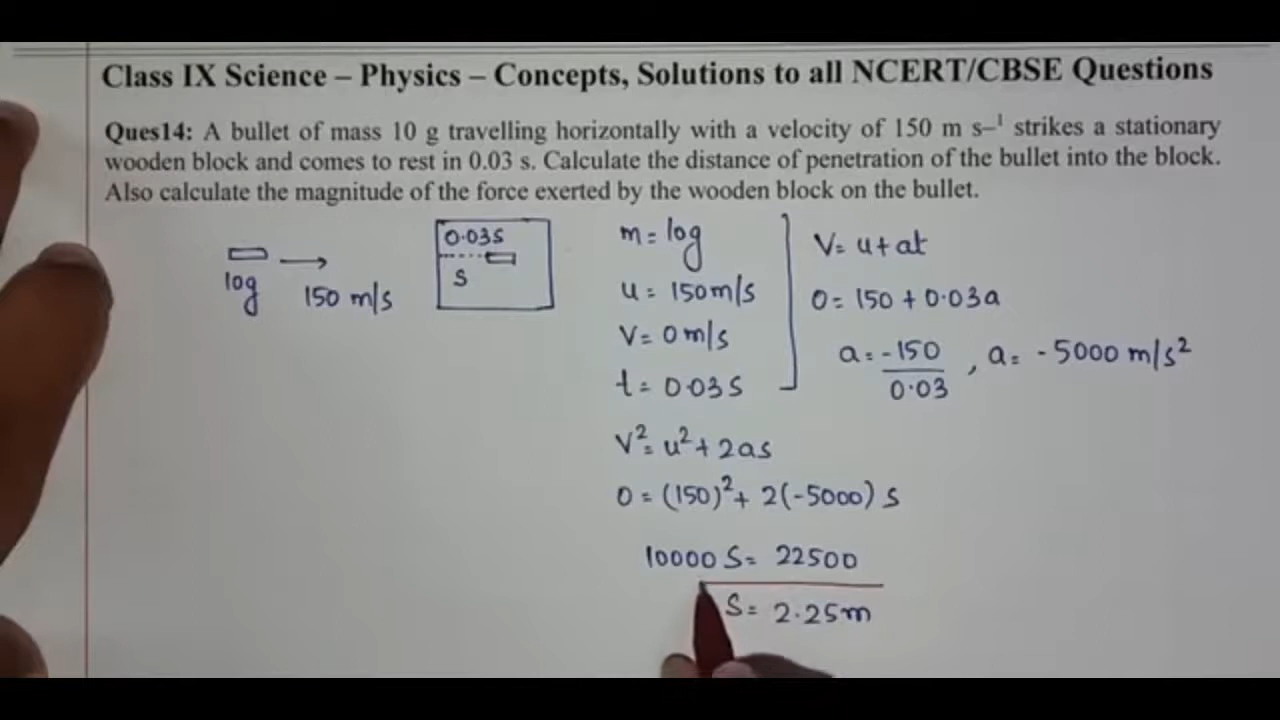 Class IX Science – Physics – Concepts, Solutions to all NCERT/CBSE Questions
Ques14: A bullet of mass 10 g travelling horizontally with a velocity of 150 m s–¹ strikes a stationary
wooden block and comes to rest in 0.03 s. Calculate the distance of penetration of the bullet into the block.
Also calculate the magnitude of the force exerted by the wooden block on the bullet.
10g
150 m/s
0.03s
S
m = 10g
u = 150m/s
v = 0 m/s
t = 0.03s
v = u + at
0 = 150 + 0.03a
a = -150/0.03 , a = -5000 m/s²
v² = u² + 2as
0 = (150)² + 2(-5000) s
10000 S = 22500
S = 2.25m